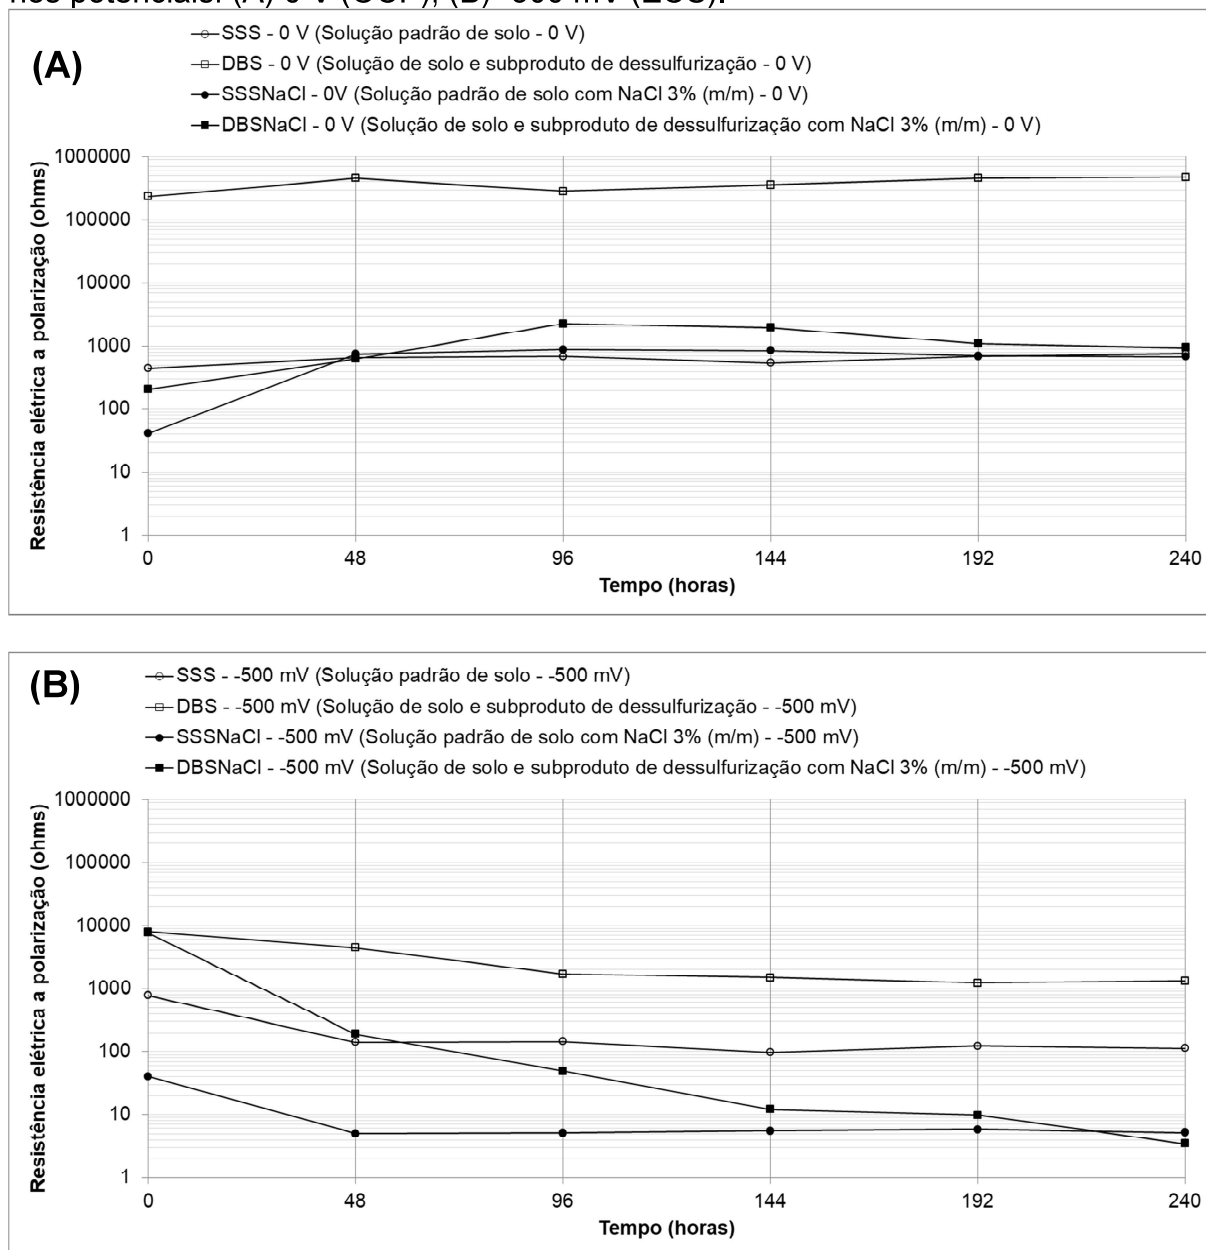 (A)
SSS - 0 V (Solução padrão de solo - 0 V)
DBS - 0 V (Solução de solo e subproduto de dessulfurização - 0 V)
SSSNaCl - 0V (Solução padrão de solo com NaCl 3% (m/m) - 0 V)
DBSNaCl - 0 V (Solução de solo e subproduto de dessulfurização com NaCl 3% (m/m) - 0 V)
Resistência elétrica a polarização (ohms)
1000000
100000
10000
1000
100
10
1
0 48 96 144 192 240
Tempo (horas)
(B)
SSS - -500 mV (Solução padrão de solo - -500 mV)
DBS - -500 mV (Solução de solo e subproduto de dessulfurização - -500 mV)
SSSNaCl - -500 mV (Solução padrão de solo com NaCl 3% (m/m) - -500 mV)
DBSNaCl - -500 mV (Solução de solo e subproduto de dessulfurização com NaCl 3% (m/m) - -500 mV)
Resistência elétrica a polarização (ohms)
1000000
100000
10000
1000
100
10
1
0 48 96 144 192 240
Tempo (horas)